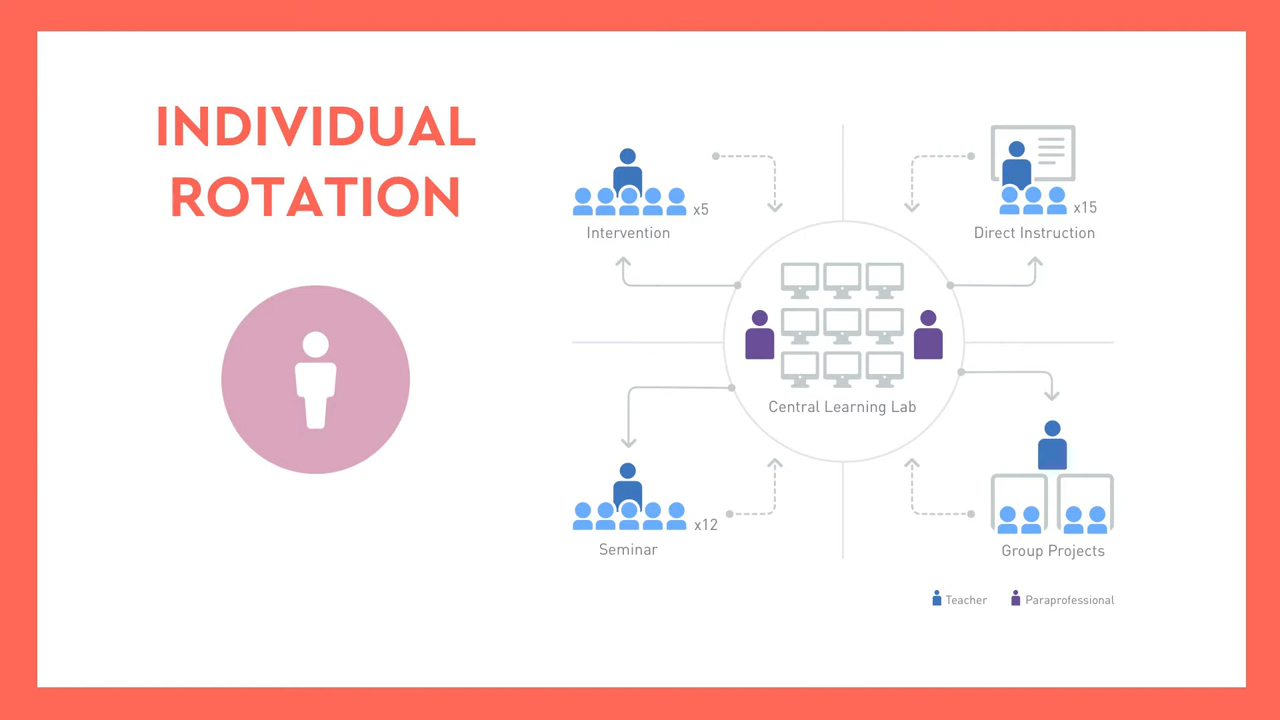 INDIVIDUAL
ROTATION
x5
Intervention
x15
Direct Instruction
Central Learning Lab
x12
Seminar
Group Projects
Teacher
Paraprofessional